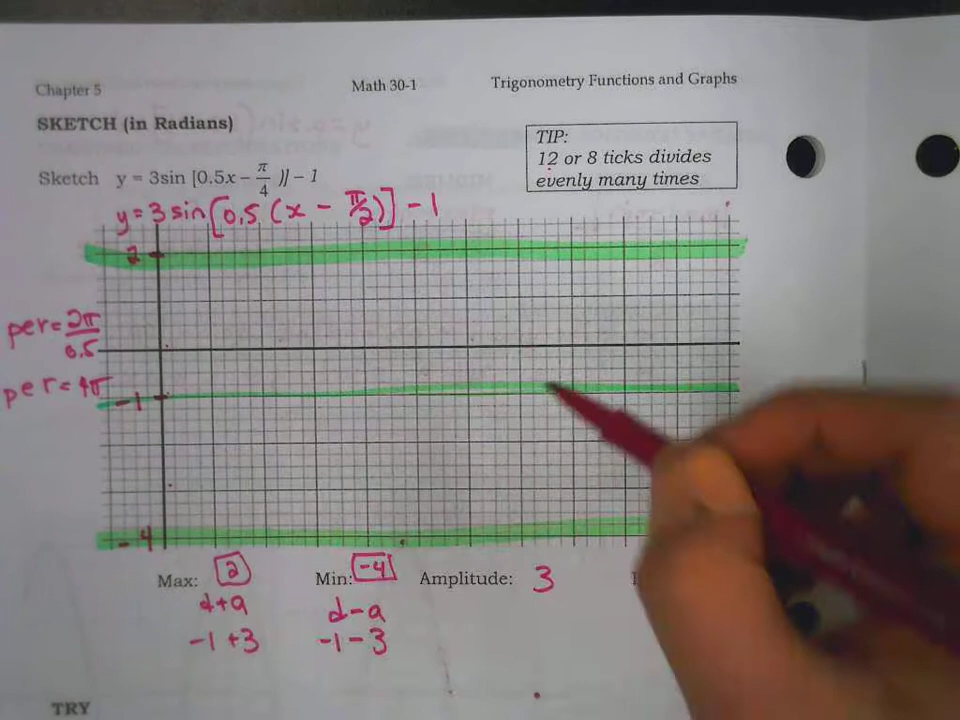 Chapter 5 Math 30-1 Trigonometry Functions and Graphs
SKETCH (in Radians)
TIP:
12 or 8 ticks divides
evenly many times
Sketch y = 3sin [0.5x – π/4 )] – 1
y = 3 sin [0.5 (x - π/2)] - 1
2
per = 2π/0.5
per = 4π
-1
-4
Max: 2 Min: -4 Amplitude: 3
d+a d-a
-1+3 -1-3
TRY